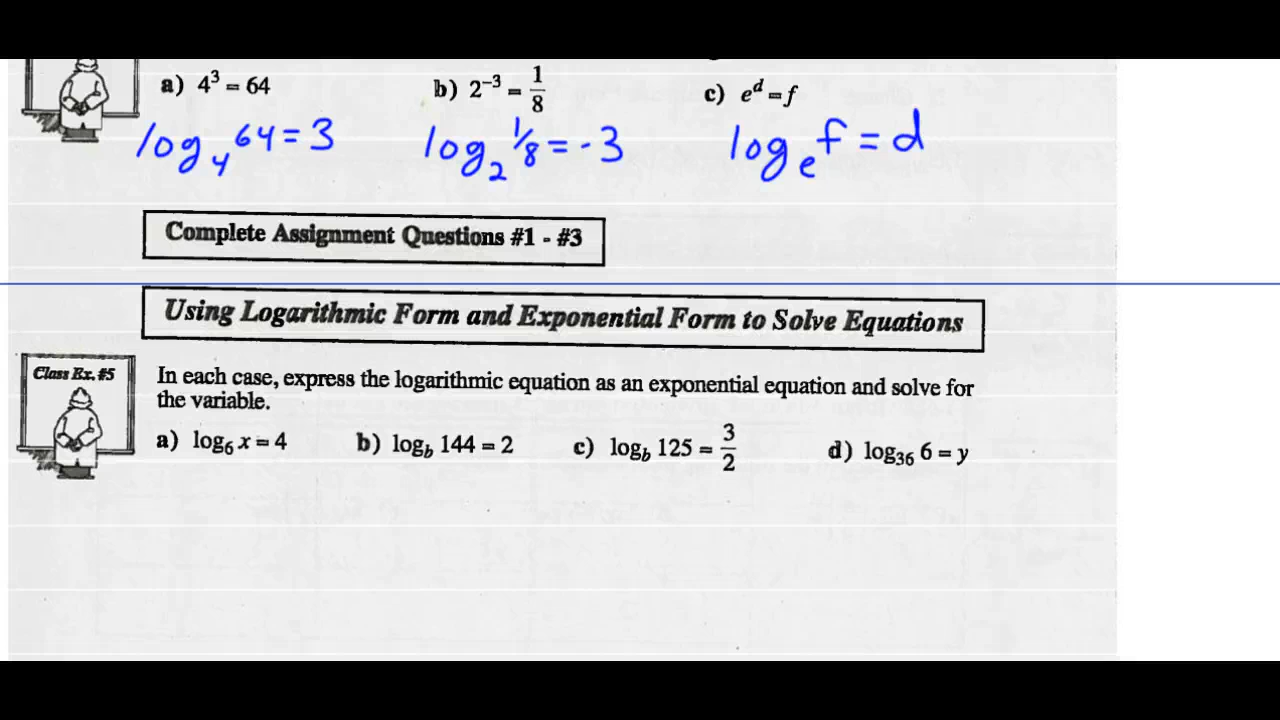 a) 4³ = 64 b) 2⁻³ = 1/8 c) eᵈ = f
log₄ 64 = 3 log₂ 1/8 = -3 logₑ f = d
Complete Assignment Questions #1 - #3
Using Logarithmic Form and Exponential Form to Solve Equations
Class Ex. #5
In each case, express the logarithmic equation as an exponential equation and solve for
the variable.
a) log₆ x = 4 b) log_b 144 = 2 c) log_b 125 = 3/2 d) log₃₆ 6 = y